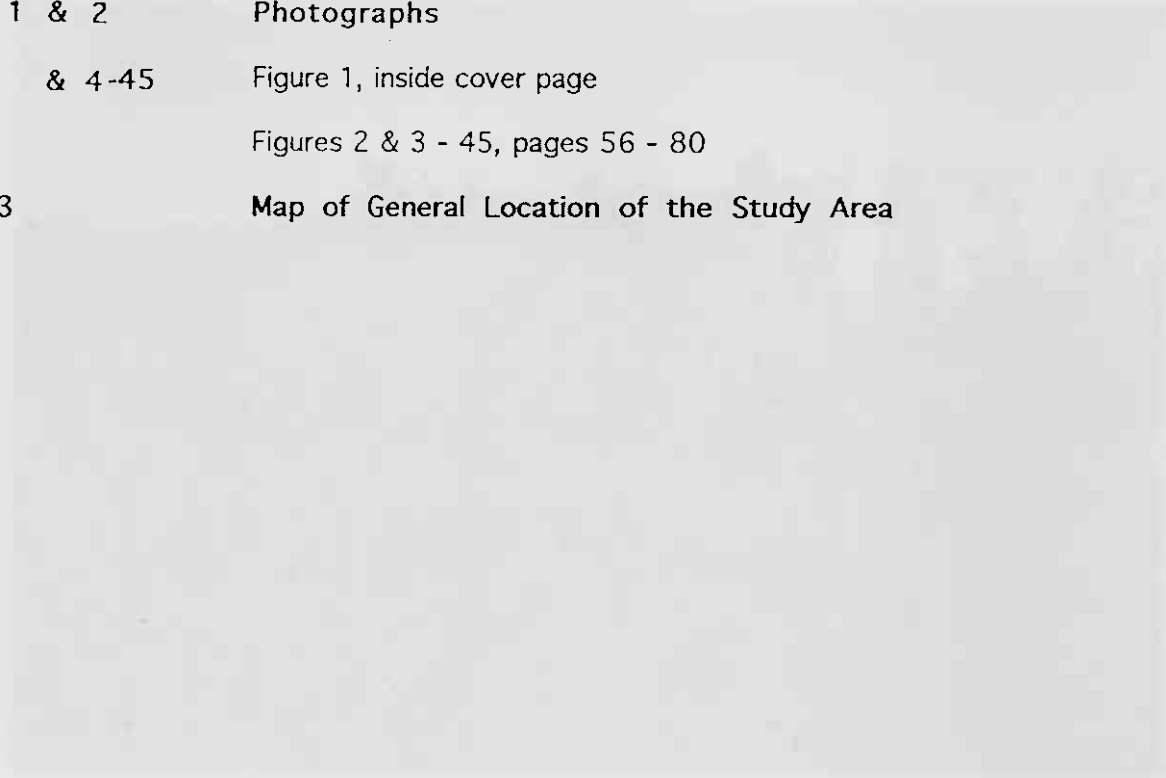 1 & 2 Photographs
& 4-45 Figure 1, inside cover page
Figures 2 & 3 - 45, pages 56 - 80
3 Map of General Location of the Study Area